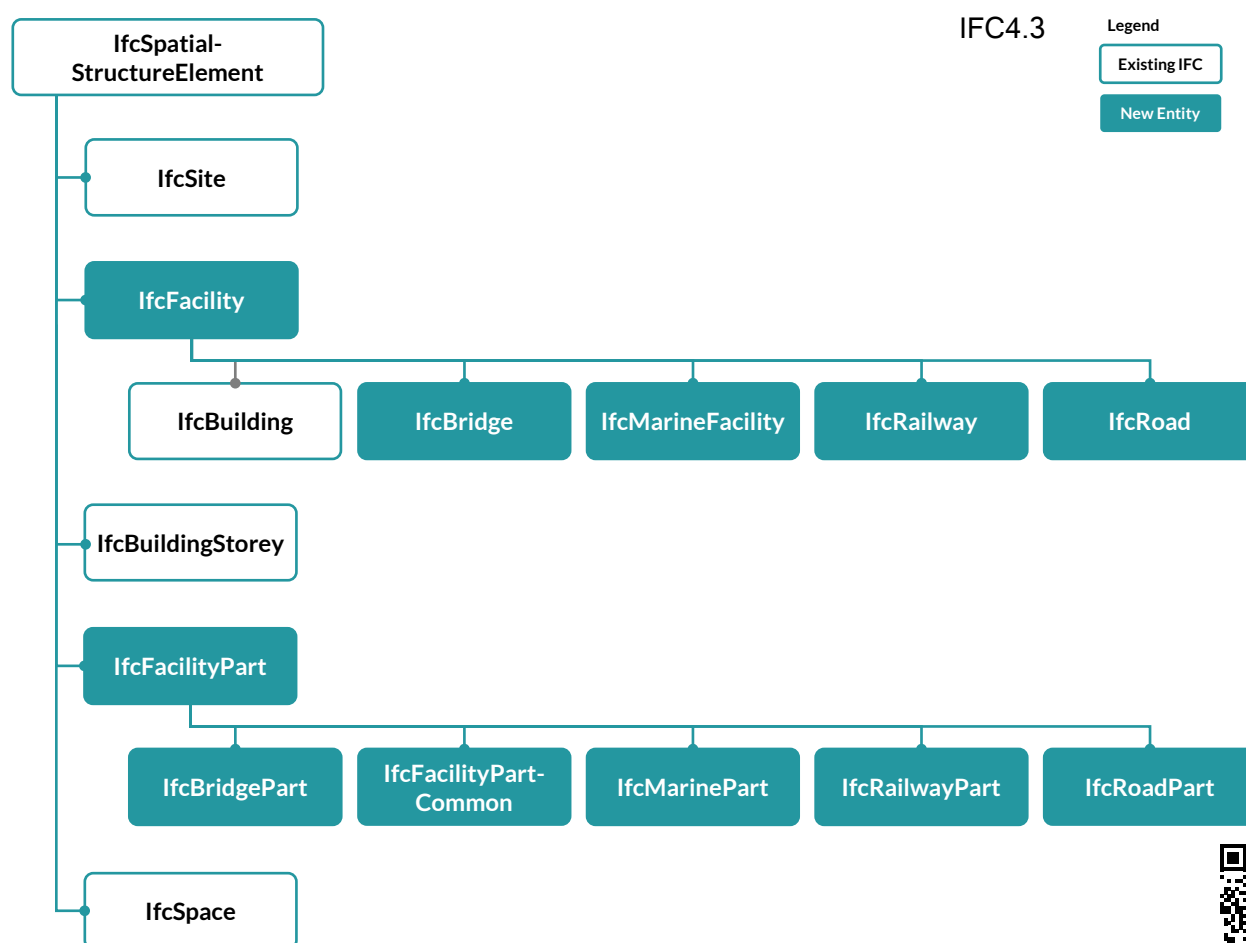 IfcSpatial-
StructureElement
IFC4.3
Legend
Existing IFC
New Entity
IfcSite
IfcFacility
IfcBuilding
IfcBridge
IfcMarineFacility
IfcRailway
IfcRoad
IfcBuildingStorey
IfcFacilityPart
IfcBridgePart
IfcFacilityPart-
Common
IfcMarinePart
IfcRailwayPart
IfcRoadPart
IfcSpace